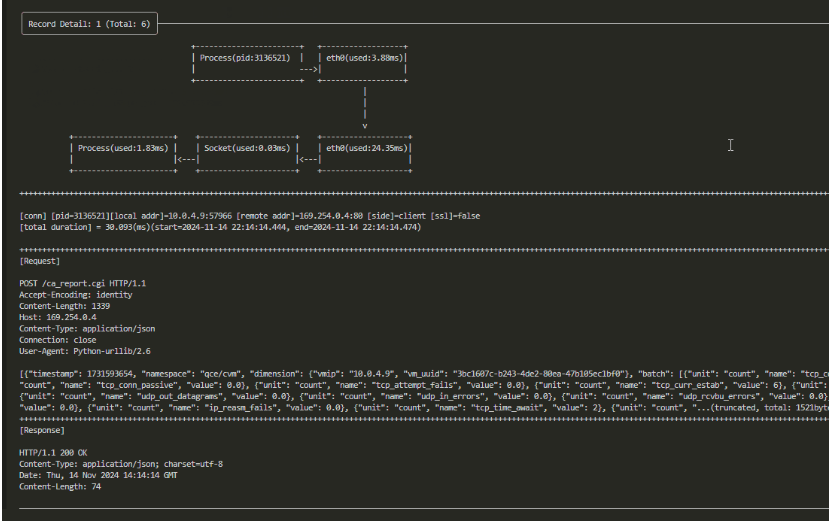 Record Detail: 1 (Total: 6)
Process(pid:3136521) eth0(used:3.88ms)
Process(used:1.83ms) Socket(used:0.03ms) eth0(used:24.35ms)
[conn] [pid=3136521][local addr]=10.0.4.9:57966 [remote addr]=169.254.0.4:80 [side]=client [ssl]=false
[total duration] = 30.093(ms)(start=2024-11-14 22:14:14.444, end=2024-11-14 22:14:14.474)
[Request]
POST /ca_report.cgi HTTP/1.1
Accept-Encoding: identity
Content-Length: 1339
Host: 169.254.0.4
Content-Type: application/json
Connection: close
User-Agent: Python-urllib/2.6
[{"timestamp": 1731593654, "namespace": "qce/cvm", "dimension": {"vmip": "10.0.4.9", "vm_uuid": "3bc1607c-b243-4de2-80ea-47b105ec1bf0"}, "batch": [{"unit": "count", "name": "tcp_c
count", "name": "tcp_conn_passive", "value": 0.0}, {"unit": "count", "name": "tcp_attempt_fails", "value": 0.0}, {"unit": "count", "name": "tcp_curr_estab", "value": 6}, {"unit":
{"unit": "count", "name": "udp_out_datagrams", "value": 0.0}, {"unit": "count", "name": "udp_in_errors", "value": 0.0}, {"unit": "count", "name": "udp_rcvbu_errors", "value": 0.0}
"value": 0.0}, {"unit": "count", "name": "ip_reasm_fails", "value": 0.0}, {"unit": "count", "name": "tcp_time_await", "value": 2}, {"unit": "count", "...(truncated, total: 1521byt
[Response]
HTTP/1.1 200 OK
Content-Type: application/json; charset=utf-8
Date: Thu, 14 Nov 2024 14:14:14 GMT
Content-Length: 74